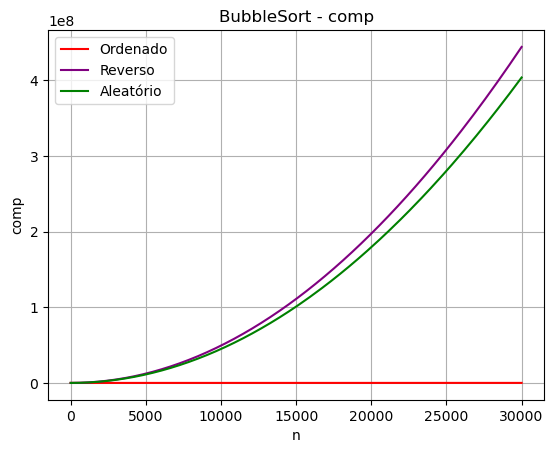 BubbleSort - comp
1e8
Ordenado
Reverso
Aleatório
4
3
2
1
0
comp
0 5000 10000 15000 20000 25000 30000
n